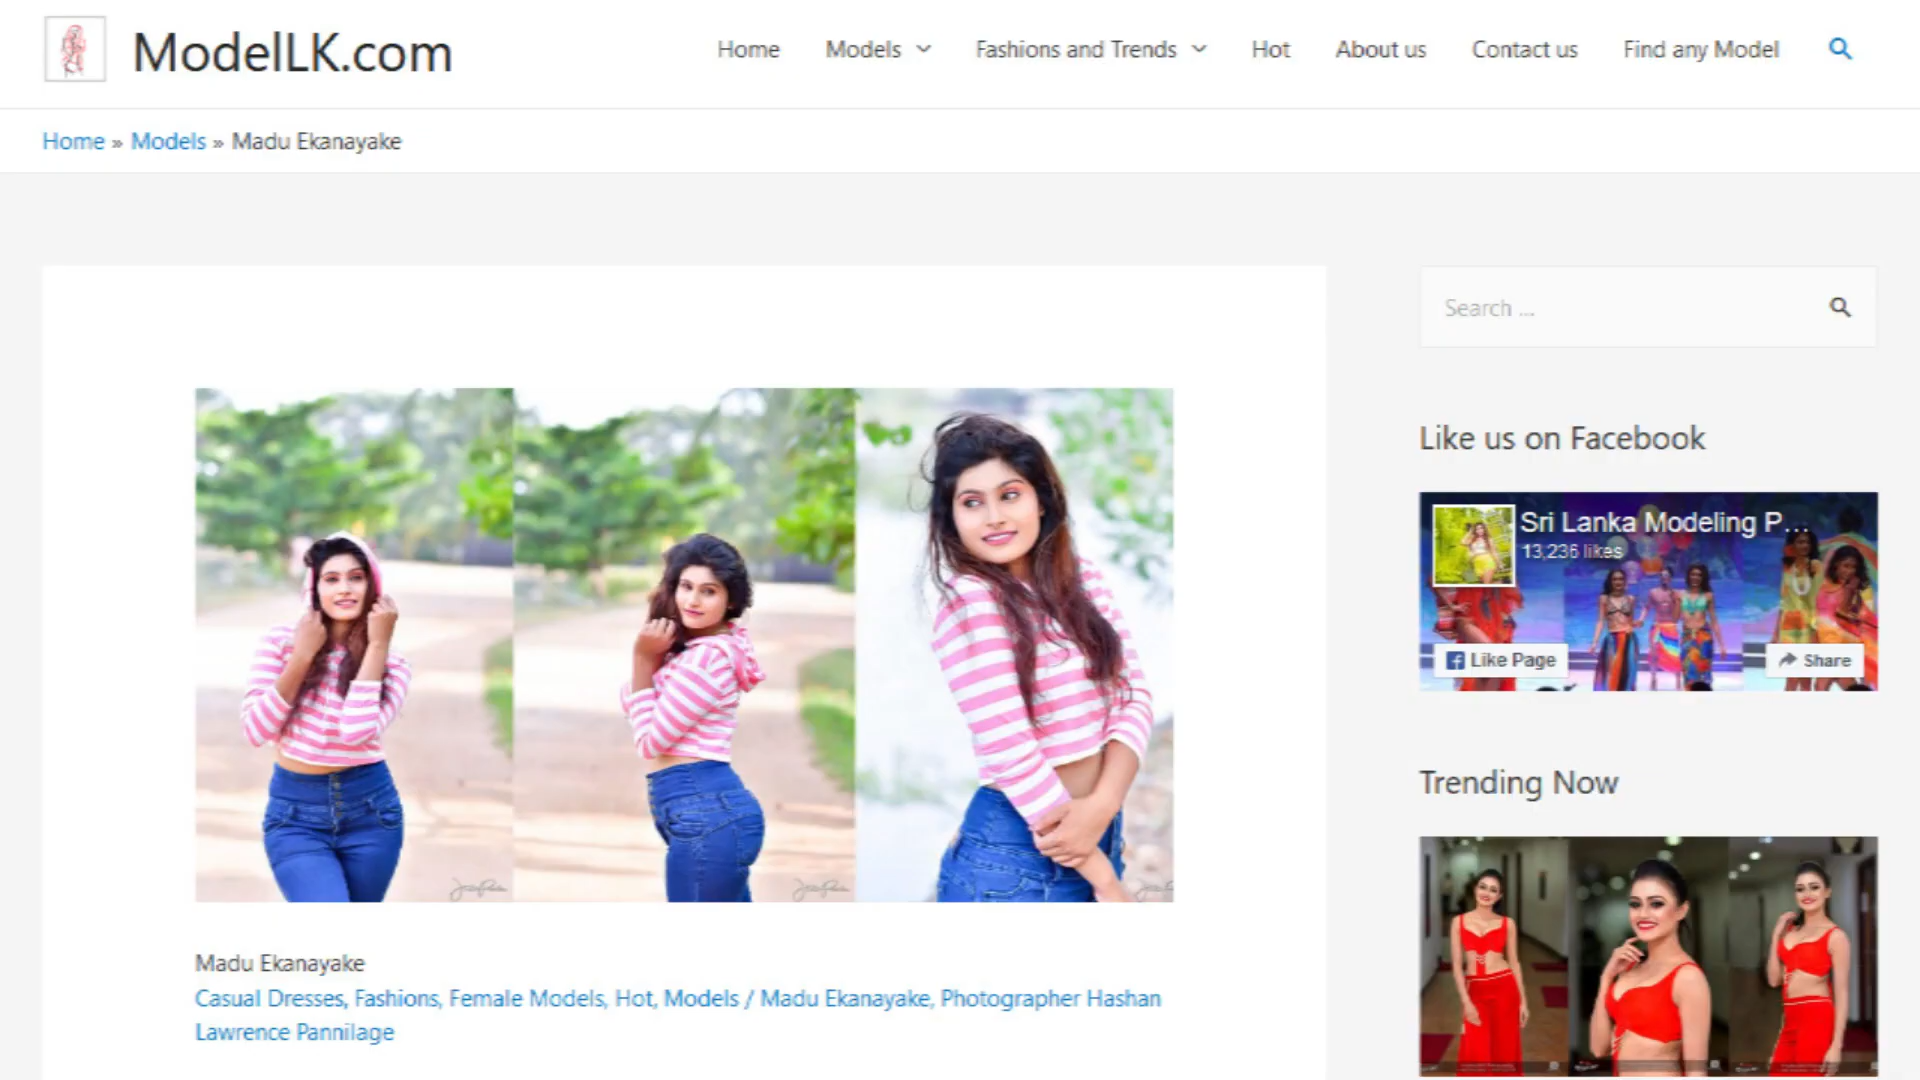 ModelLK.com
Home Models Fashions and Trends Hot About us Contact us Find any Model
Home » Models » Madu Ekanayake
Search ...
Like us on Facebook
Sri Lanka Modeling P...
13,236 likes
Like Page Share
Trending Now
Madu Ekanayake
Casual Dresses, Fashions, Female Models, Hot, Models / Madu Ekanayake, Photographer Hashan
Lawrence Pannilage